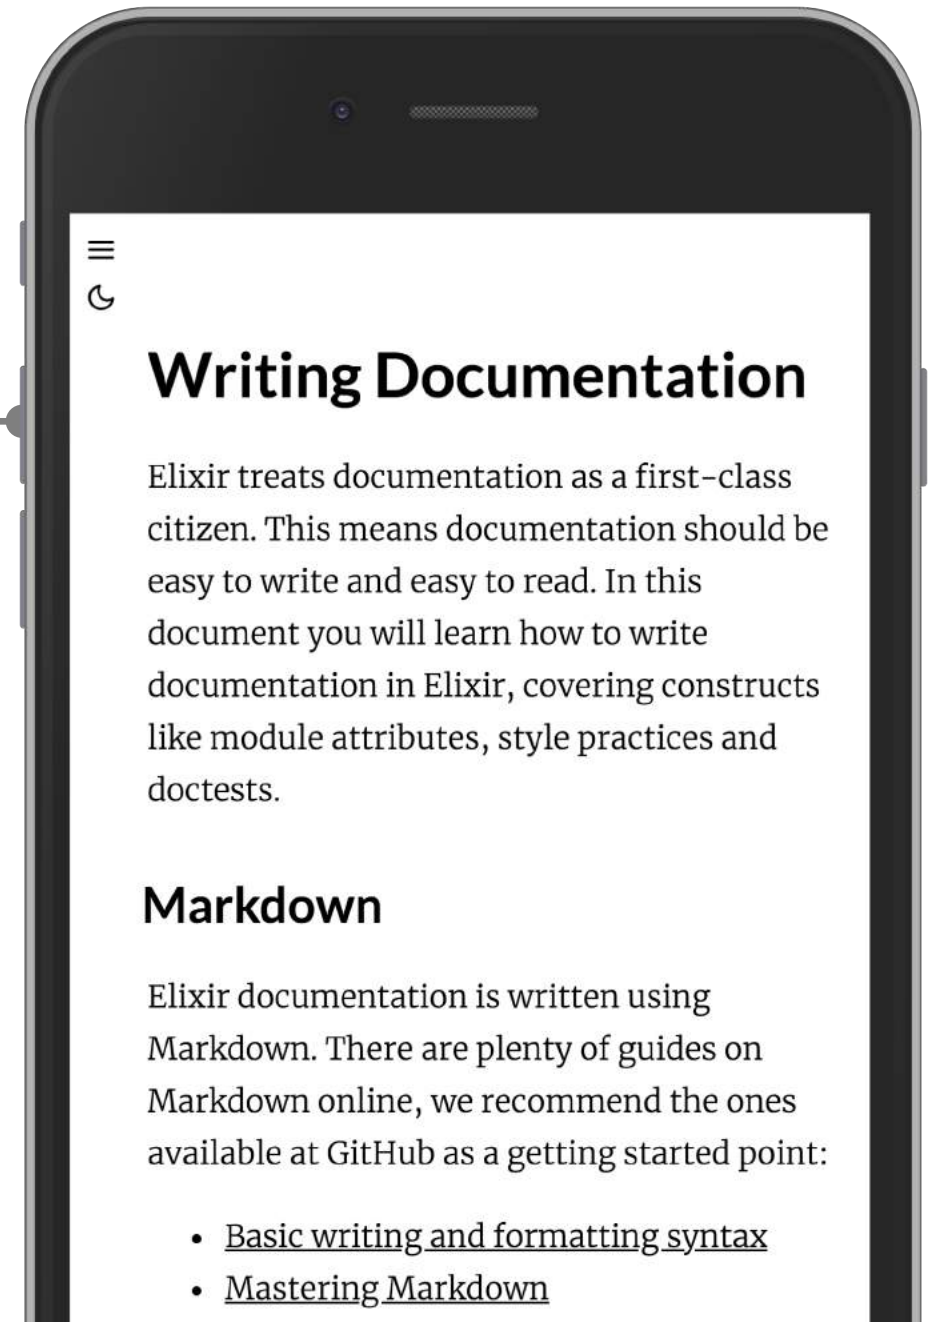 Writing Documentation
Elixir treats documentation as a first-class
citizen. This means documentation should be
easy to write and easy to read. In this
document you will learn how to write
documentation in Elixir, covering constructs
like module attributes, style practices and
doctests.
Markdown
Elixir documentation is written using
Markdown. There are plenty of guides on
Markdown online, we recommend the ones
available at GitHub as a getting started point:
• Basic writing and formatting syntax
• Mastering Markdown